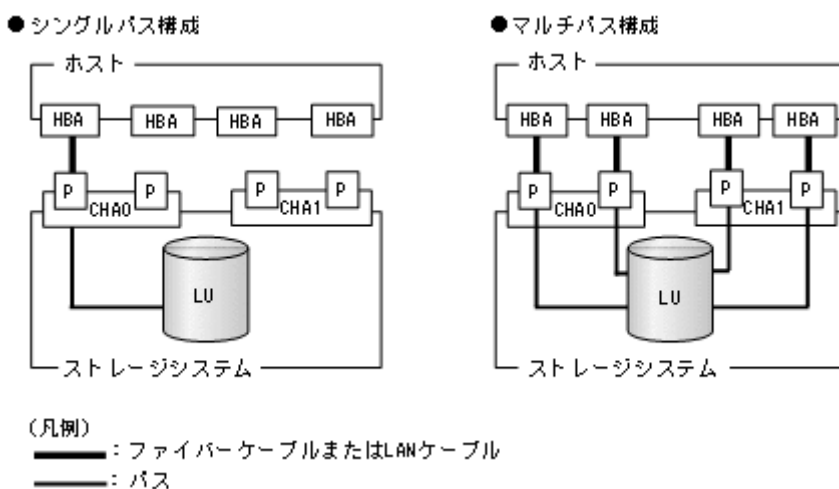 ●シングルパス構成
ホスト
HBA HBA HBA HBA
P P P P
CHA0 CHA1
LU
ストレージシステム
●マルチパス構成
ホスト
HBA HBA HBA HBA
P P P P
CHA0 CHA1
LU
ストレージシステム
(凡例)
：ファイバーケーブルまたはLANケーブル
：パス